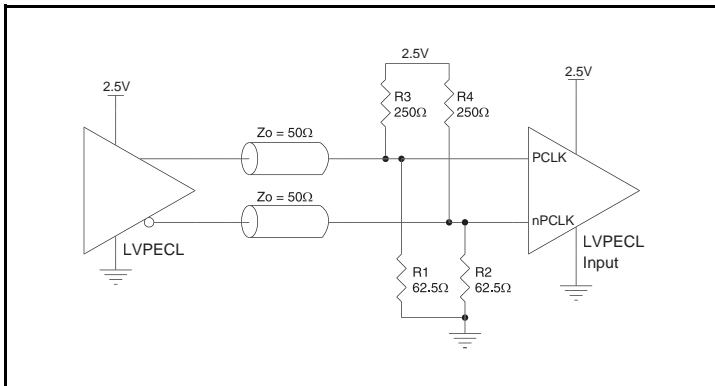 2.5V
2.5V
2.5V
R3
250Ω
R4
250Ω
Zo = 50Ω
PCLK
Zo = 50Ω
nPCLK
LVPECL
LVPECL
Input
R1
62.5Ω
R2
62.5Ω